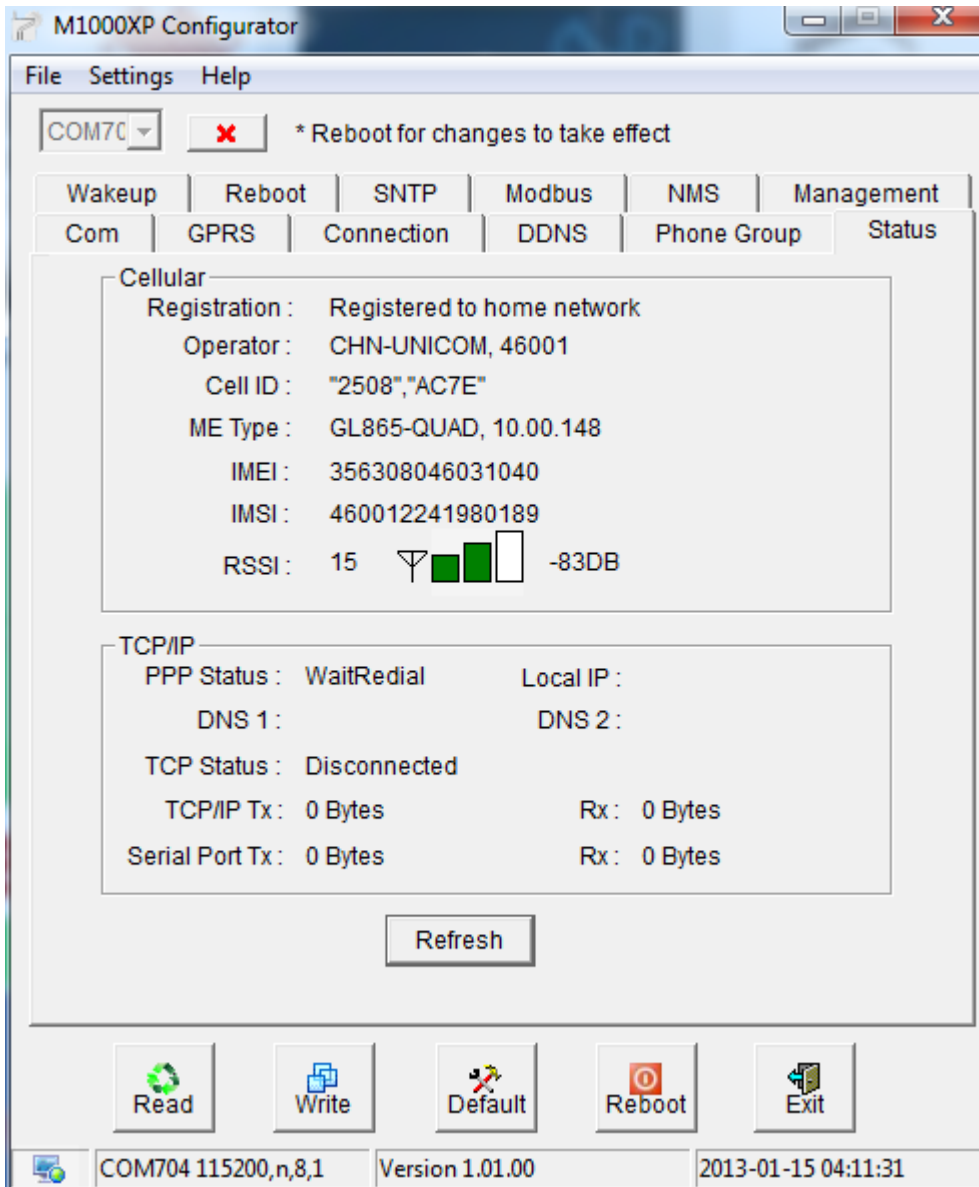 M1000XP Configurator
File Settings Help
COM70 * Reboot for changes to take effect
Wakeup Reboot SNTP Modbus NMS Management
Com GPRS Connection DDNS Phone Group Status
Cellular
Registration : Registered to home network
Operator : CHN-UNICOM, 46001
Cell ID : "2508","AC7E"
ME Type : GL865-QUAD, 10.00.148
IMEI : 356308046031040
IMSI : 460012241980189
RSSI : 15 -83DB
TCP/IP
PPP Status : WaitRedial Local IP :
DNS 1 : DNS 2 :
TCP Status : Disconnected
TCP/IP Tx : 0 Bytes Rx : 0 Bytes
Serial Port Tx : 0 Bytes Rx : 0 Bytes
Refresh
Read Write Default Reboot Exit
COM704 115200,n,8,1 Version 1.01.00 2013-01-15 04:11:31